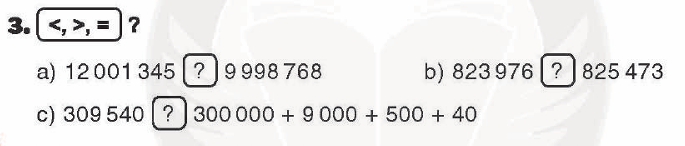 3. <, >, = ?
a) 12 001 345 ? 9 998 768 b) 823 976 ? 825 473
c) 309 540 ? 300 000 + 9 000 + 500 + 40